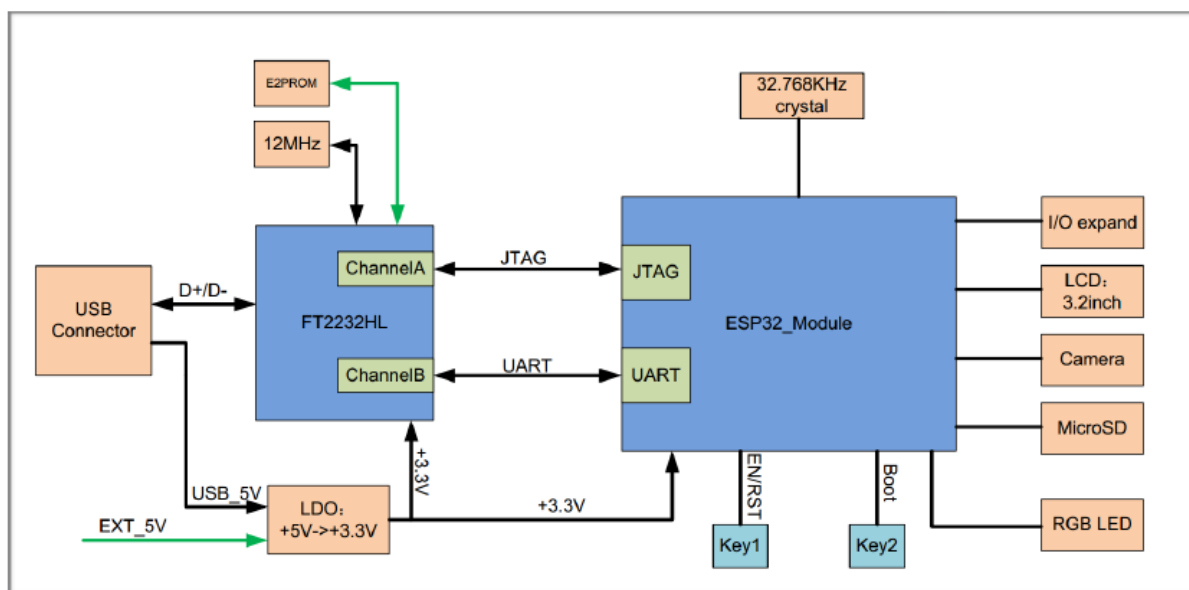 E2PROM
12MHz
32.768KHz
crystal
USB
Connector
D+/D-
FT2232HL
ChannelA
ChannelB
JTAG
UART
JTAG
UART
ESP32_Module
I/O expand
LCD：
3.2inch
Camera
MicroSD
RGB LED
USB_5V
EXT_5V
LDO：
+5V->+3.3V
+3.3V
+3.3V
EN/RST
Boot
Key1
Key2